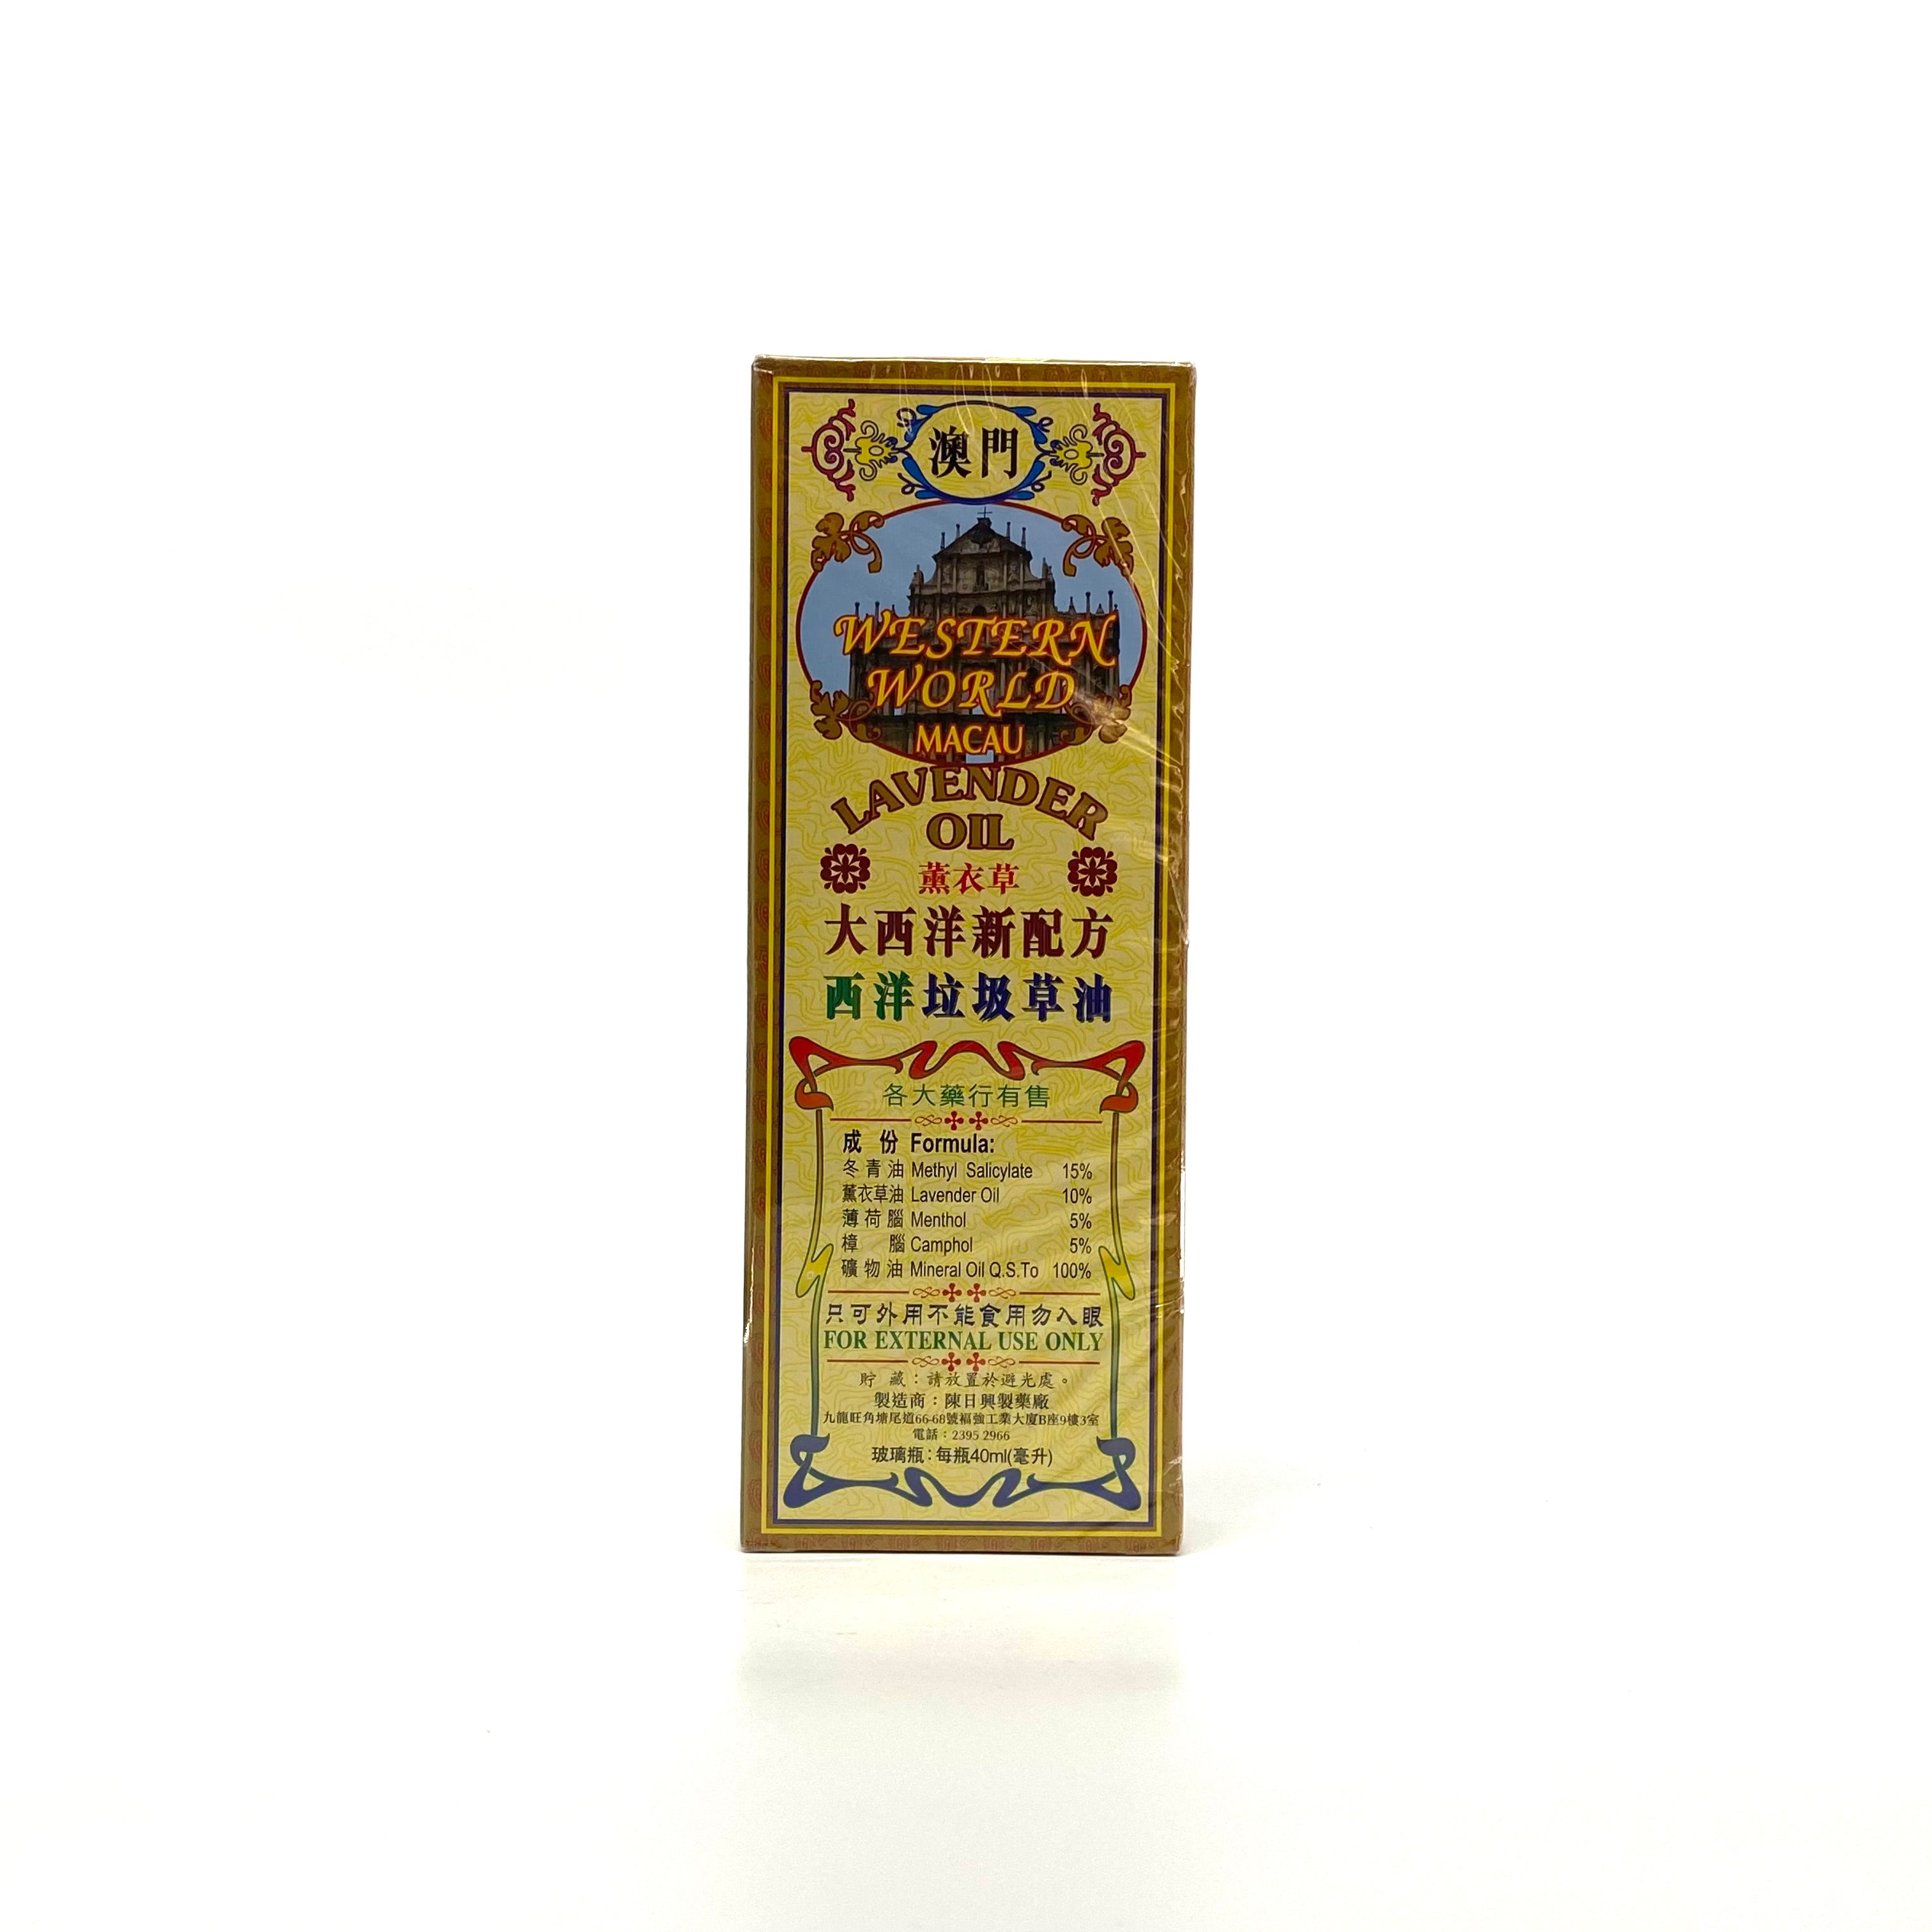 澳門
WESTERN
WORLD
MACAU
LAVENDER
OIL
薰衣草
大西洋新配方
西洋垃圾草油
各大藥行有售
成份 Formula:
冬青油 Methyl Salicylate 15%
薰衣草油 Lavender Oil 10%
薄荷腦 Menthol 5%
樟腦 Camphol 5%
礦物油 Mineral Oil Q.S.To 100%
只可外用不能食用勿入眼
FOR EXTERNAL USE ONLY
貯藏：請放置於避光處。
製造商：陳日興製藥廠
九龍旺角塘尾道66-68號福強工業大廈B座9樓3室
電話：2395 2966
玻璃瓶：每瓶40ml(毫升)